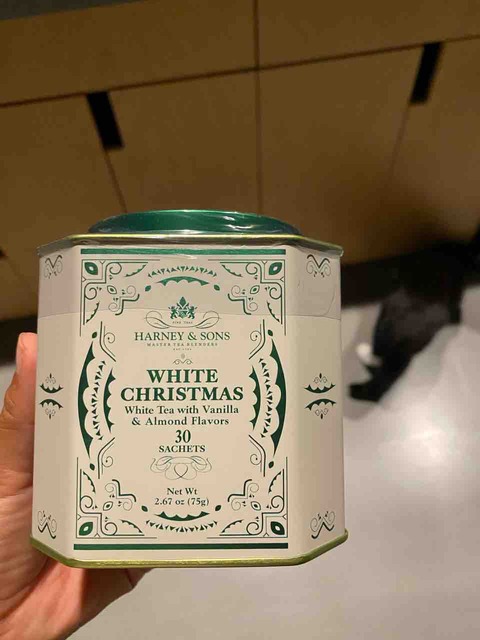 HARNEY & SONS
MASTER TEA BLENDERS
WHITE
CHRISTMAS
White Tea with Vanilla
& Almond Flavors
30
SACHETS
Net Wt
2.67 oz (75g)